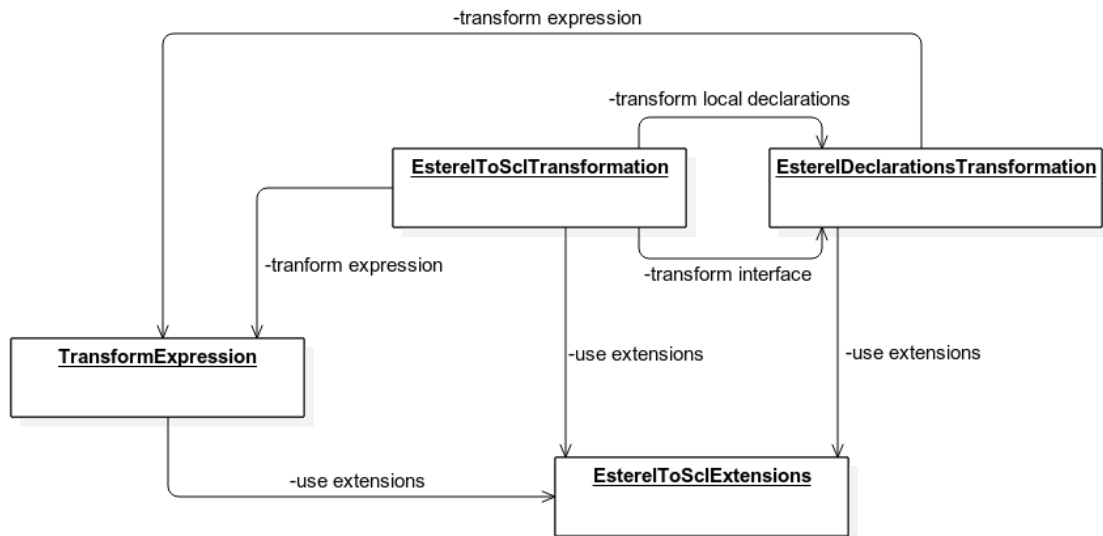 -transform expression
-transform local declarations
EsterelToSclTransformation
EsterelDeclarationsTransformation
-tranform expression
-transform interface
TransformExpression
-use extensions
-use extensions
-use extensions
EsterelToSclExtensions